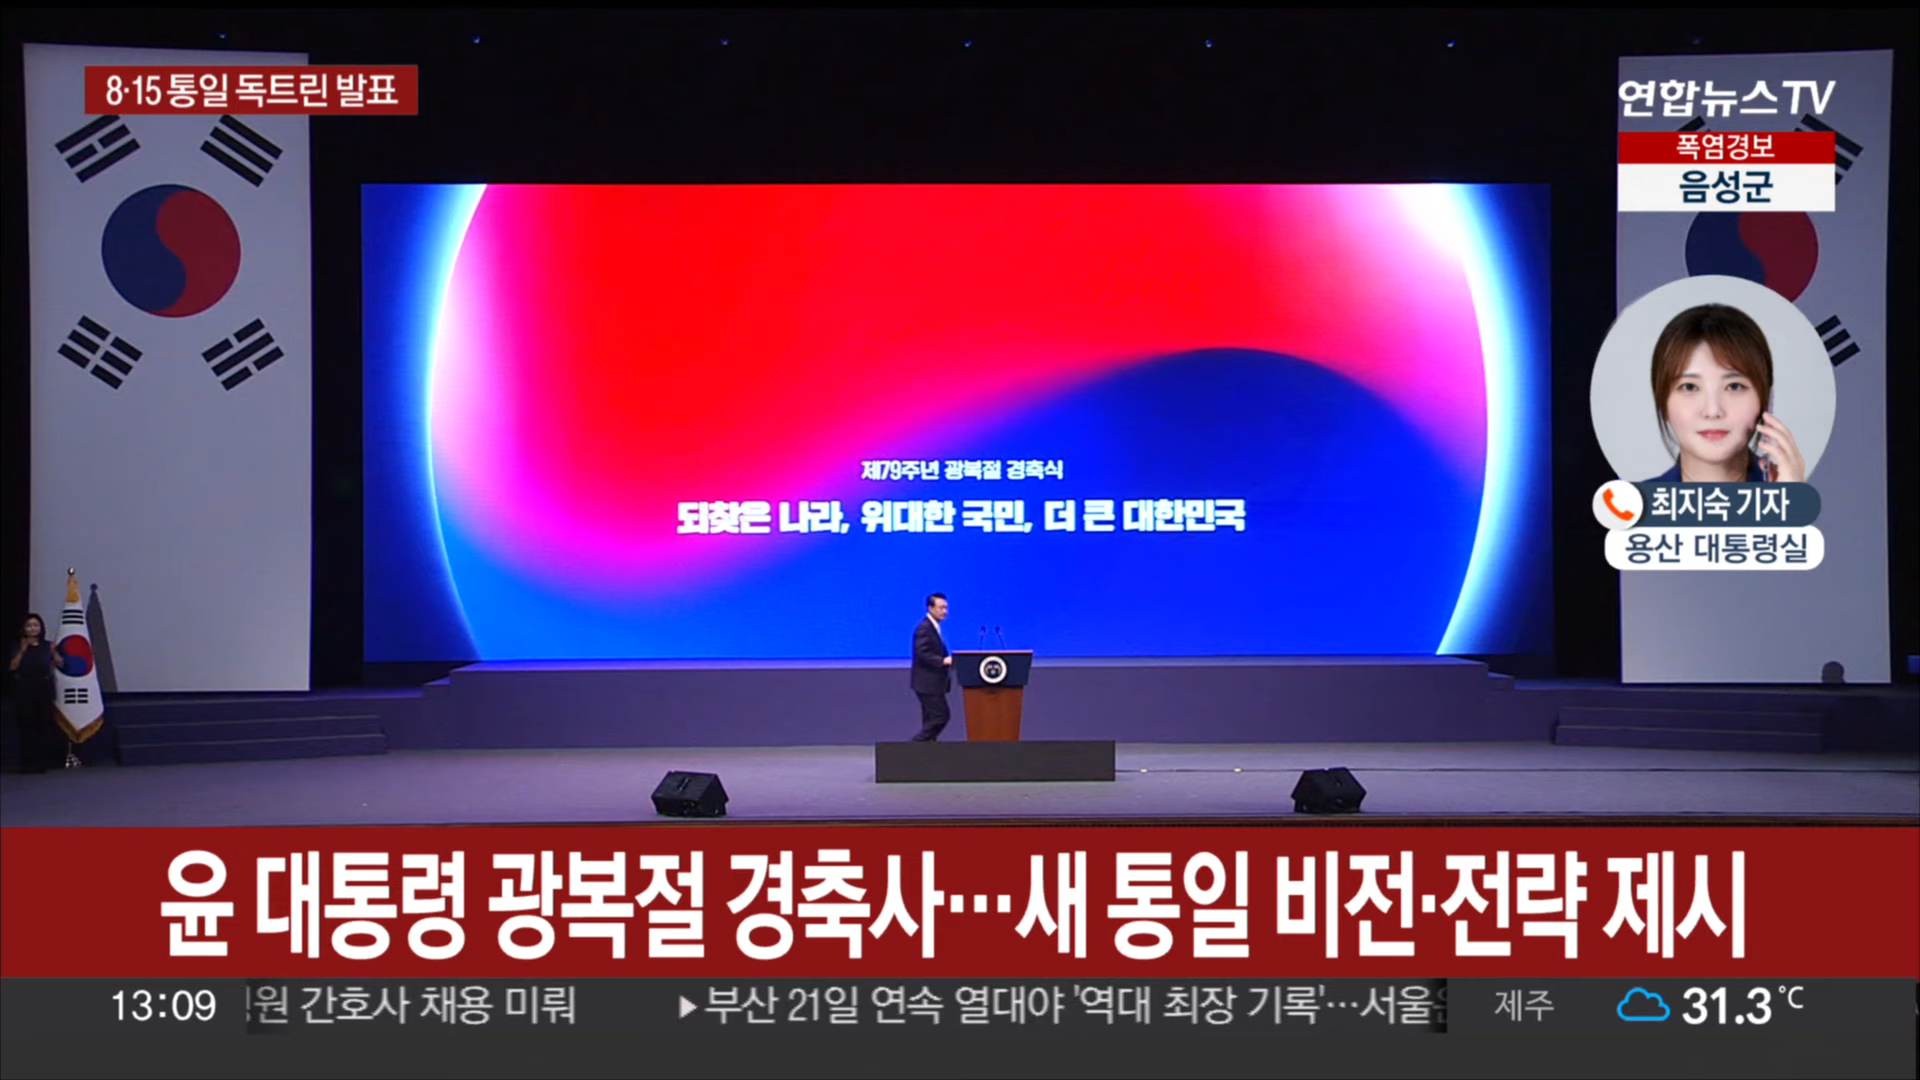 8·15 통일 독트린 발표
연합뉴스TV
폭염경보
음성군
제79주년 광복절 경축식
되찾은 나라, 위대한 국민, 더 큰 대한민국
최지숙 기자
용산 대통령실
윤 대통령 광복절 경축사…새 통일 비전·전략 제시
13:09 원 간호사 채용 미뤄 ▶부산 21일 연속 열대야 '역대 최장 기록'…서울 제주 31.3℃